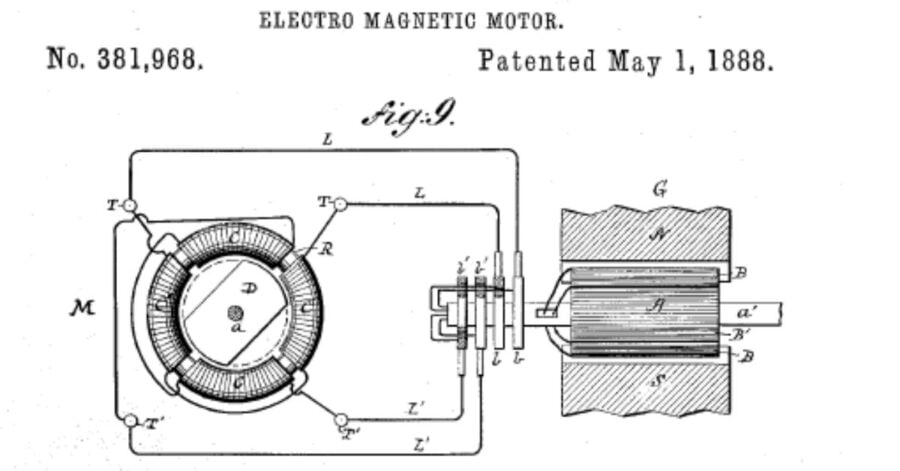 ELECTRO MAGNETIC MOTOR.
No. 381,968. Patented May 1, 1888.
Fig: 9.
L
T T L
G
N
C R
l' l' B
M C D C A a'
a
B'
l l B
C S
T' L'
T'
L'